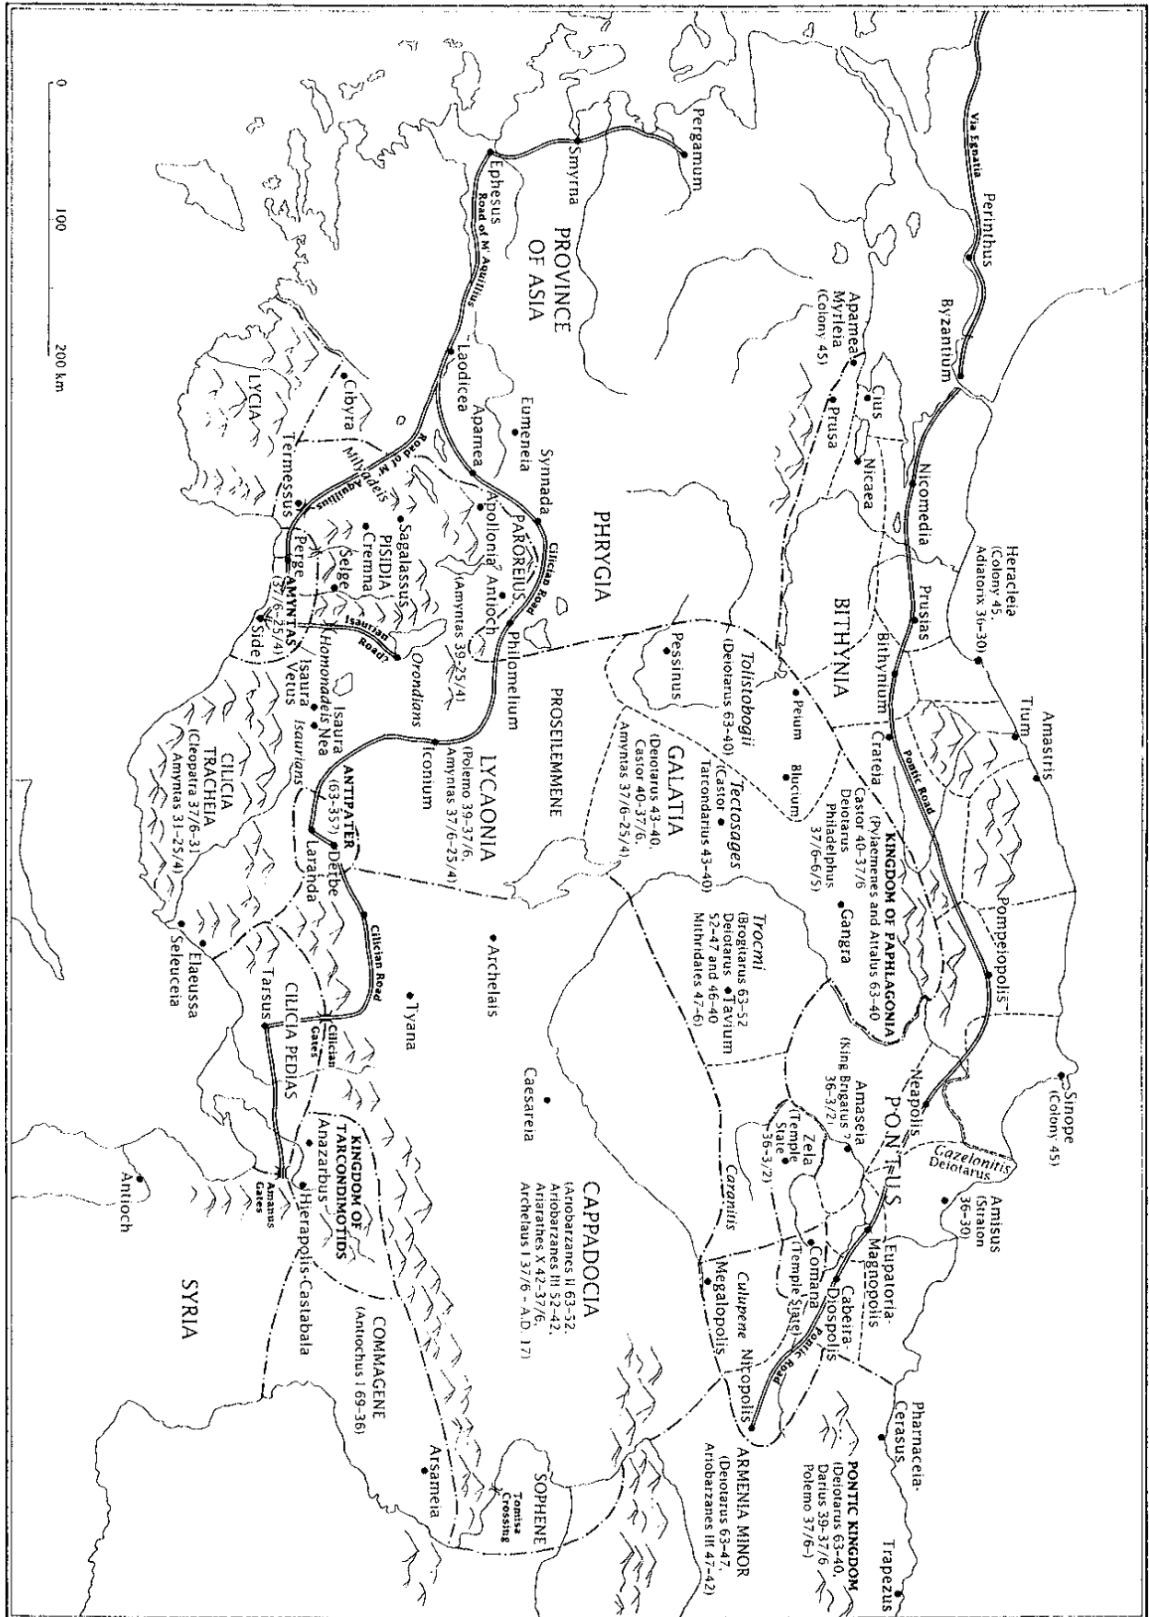 Via Egnatia
Perinthus
Byzantium
Nicomedia
Prusias
Heracleia
(Colony 45,
Adiatorix 36–30)
Bithynium
Tium
Amastris
Crateia
Pontic Road
Pompeiopolis
Sinope
(Colony 45)
Neapolis
Gazelonitis
Deiotarus
Amisus
(Straton
36–30)
PONTUS
Eupatoria-
Magnopolis
Cabeira-
Diospolis
Pontic Road
Pharnaceia-
Cerasus
Trapezus
PONTIC KINGDOM
(Deiotarus 63–40,
Darius 39–37/6
Polemo 37/6–)
Apamea
Myrleia
(Colony 45)
Cius
Prusa
Nicaea
BITHYNIA
KINGDOM OF PAPHLAGONIA
(Pylaemenes and Attalus 63–40
Castor 40–37/6
Deiotarus
Philadelphus
37/6–6/5)
Gangra
Amaseia
(King Brigatus ?
36–3/2)
Zela
(Temple
State
36–3/2)
Comana
(Temple State)
Peium
Blucium
Tolistobogii
(Deiotarus 63–40)
Pessinus
Tectosages
(Castor
Tarcondarius 43–40)
Trocmi
(Brogitarus 63–52
Deiotarus
52–47 and 46–40
Mithridates 47–6)
Tavium
Caranitis
Culupene
Megalopolis
Nicopolis
ARMENIA MINOR
(Deiotarus 63–47,
Ariobarzanes III 47–42)
GALATIA
(Deiotarus 43–40,
Castor 40–37/6,
Amyntas 37/6–25/4)
Pergamum
Smyrna
Ephesus
Road of M' Aquillius
PROVINCE
OF ASIA
PHRYGIA
Laodicea
Eumeneia
Apamea
Synnada
Cilician Road
PAROREIUS
Apollonia
Antioch
(Amyntas 39–25/4)
Philomelium
PROSEILEMMENE
LYCAONIA
(Polemo 39–37/6,
Amyntas 37/6–25/4)
Iconium
Archelais
Caesareia
Tyana
CAPPADOCIA
(Ariobarzanes II 63–52,
Ariobarzanes III 52–42,
Ariarathes X 42–37/6,
Archelaus I 37/6 – A.D. 17)
SOPHENE
Tomisa
Crossing
Arsameia
COMMAGENE
(Antiochus I 69–36)
Cibyra
LYCIA
Milyadeis
Road of M'
Aquillius
Termessus
Perge
Sagalassus
PISIDIA
Cremna
Selge
AMYNTAS
(37/6–25/4)
Side
Isaurian
Road?
Orondians
Homonadeis
Isaura
Vetus
Isaura
Nea
Isaurians
ANTIPATER
(63–35?)
Derbe
Laranda
Cilician Road
CILICIA
TRACHEIA
(Cleopatra 37/6–31
Amyntas 31–25/4)
Seleuceia
Elaeussa
Tarsus
Cilician
Gates
CILICIA PEDIAS
KINGDOM OF
TARCONDIMOTIDS
Anazarbus
Hierapolis-Castabala
Amanus
Gates
Antioch
SYRIA
0
100
200 km